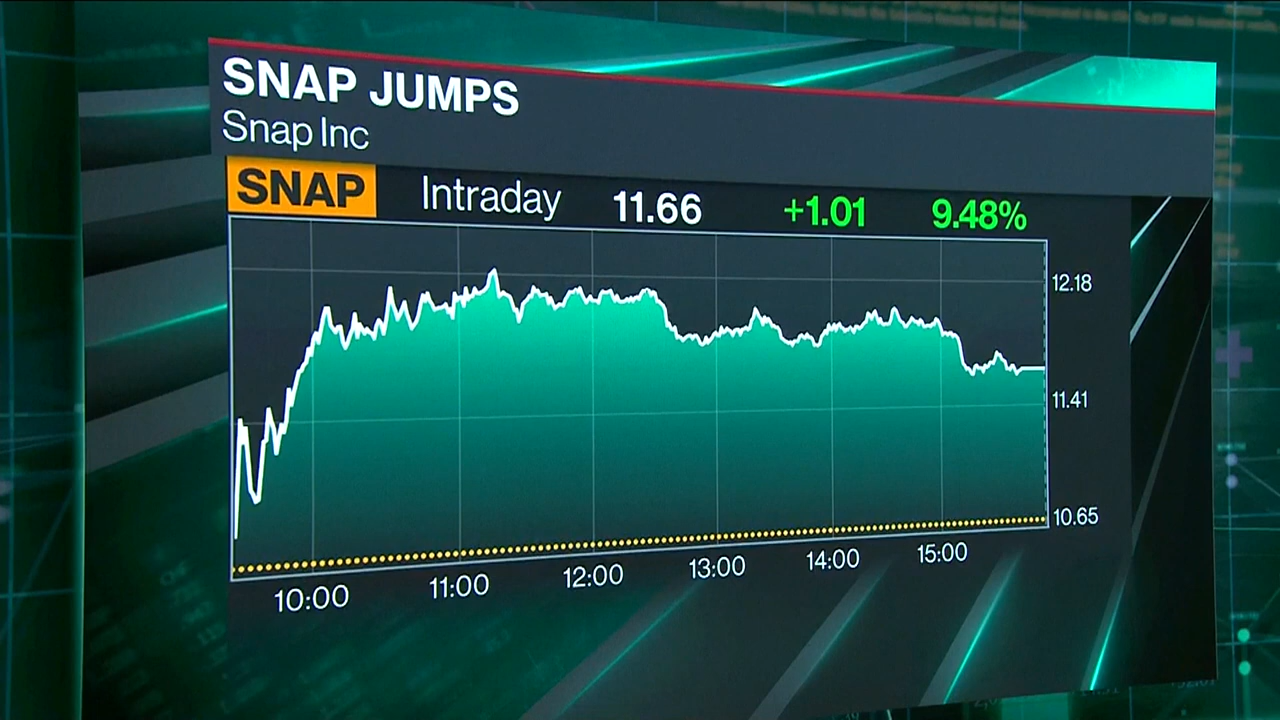 SNAP JUMPS
Snap Inc
SNAP Intraday 11.66 +1.01 9.48%
12.18
11.41
10.65
10:00 11:00 12:00 13:00 14:00 15:00